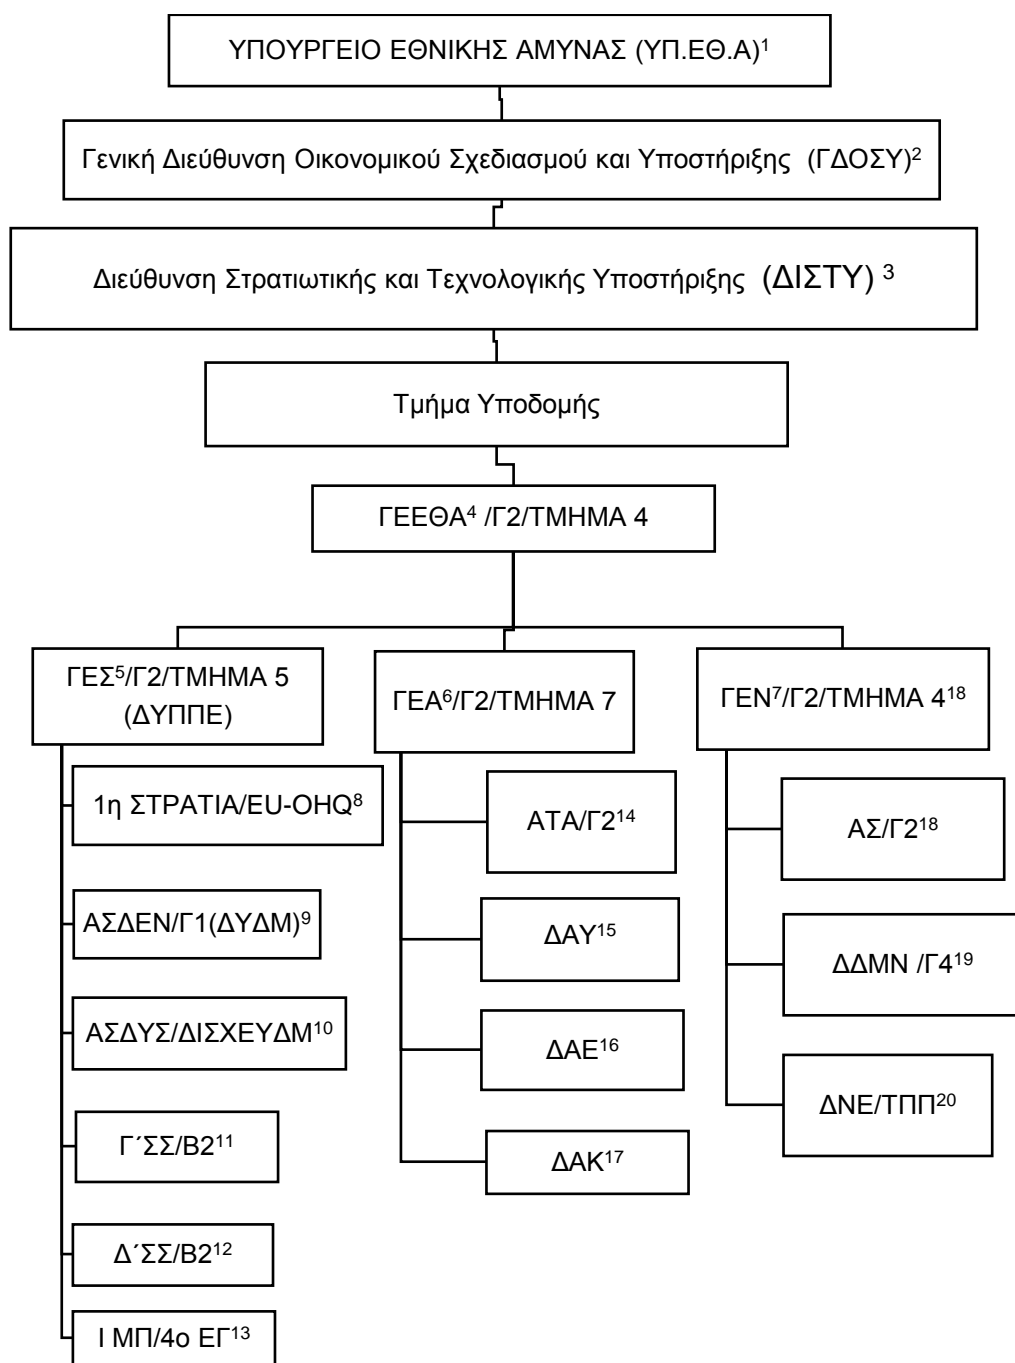 ΥΠΟΥΡΓΕΙΟ ΕΘΝΙΚΗΣ ΑΜΥΝΑΣ (ΥΠ.ΕΘ.Α)¹
Γενική Διεύθυνση Οικονομικού Σχεδιασμού και Υποστήριξης (ΓΔΟΣΥ)²
Διεύθυνση Στρατιωτικής και Τεχνολογικής Υποστήριξης (ΔΙΣΤΥ) ³
Τμήμα Υποδομής
ΓΕΕΘΑ⁴ /Γ2/ΤΜΗΜΑ 4
ΓΕΣ⁵/Γ2/ΤΜΗΜΑ 5
(ΔΥΠΠΕ)
1η ΣΤΡΑΤΙΑ/EU-OHQ⁸
ΑΣΔΕΝ/Γ1(ΔΥΔΜ)⁹
ΑΣΔΥΣ/ΔΙΣΧΕΥΔΜ¹⁰
Γ΄ΣΣ/Β2¹¹
Δ΄ΣΣ/Β2¹²
Ι ΜΠ/4ο ΕΓ¹³
ΓΕΑ⁶/Γ2/ΤΜΗΜΑ 7
ΑΤΑ/Γ2¹⁴
ΔΑΥ¹⁵
ΔΑΕ¹⁶
ΔΑΚ¹⁷
ΓΕΝ⁷/Γ2/ΤΜΗΜΑ 4¹⁸
ΑΣ/Γ2¹⁸
ΔΔΜΝ /Γ4¹⁹
ΔΝΕ/ΤΠΠ²⁰